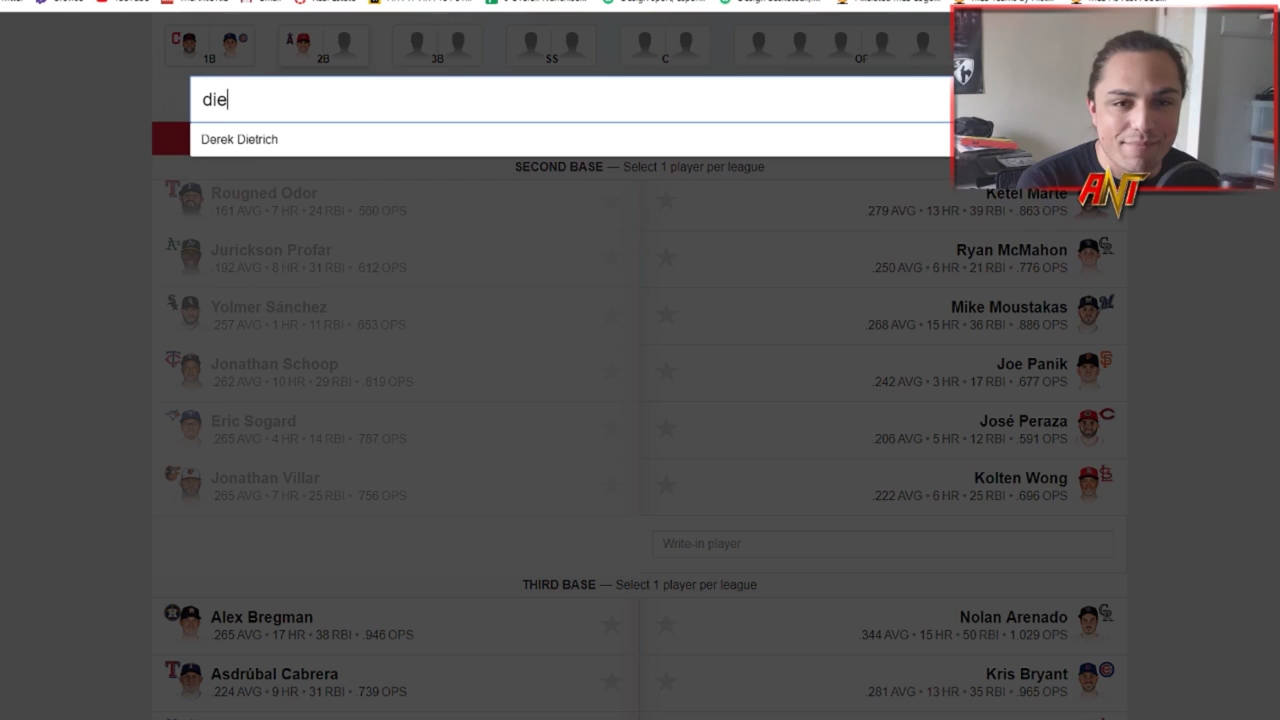 1B
2B
3B
SS
C
OF
die
Derek Dietrich
SECOND BASE — Select 1 player per league
Rougned Odor
.161 AVG • 7 HR • 24 RBI • .560 OPS
Ketel Marte
.279 AVG • 13 HR • 39 RBI • .863 OPS
Jurickson Profar
.192 AVG • 8 HR • 31 RBI • .612 OPS
Ryan McMahon
.250 AVG • 6 HR • 21 RBI • .776 OPS
Yolmer Sánchez
.257 AVG • 1 HR • 11 RBI • .653 OPS
Mike Moustakas
.268 AVG • 15 HR • 36 RBI • .886 OPS
Jonathan Schoop
.262 AVG • 10 HR • 29 RBI • .819 OPS
Joe Panik
.242 AVG • 3 HR • 17 RBI • .677 OPS
Eric Sogard
.265 AVG • 4 HR • 14 RBI • .787 OPS
José Peraza
.206 AVG • 5 HR • 12 RBI • .591 OPS
Jonathan Villar
.265 AVG • 7 HR • 25 RBI • .756 OPS
Kolten Wong
.222 AVG • 6 HR • 25 RBI • .696 OPS
Write-in player
THIRD BASE — Select 1 player per league
Alex Bregman
.265 AVG • 17 HR • 38 RBI • .946 OPS
Nolan Arenado
.344 AVG • 15 HR • 50 RBI • 1.029 OPS
Asdrúbal Cabrera
.224 AVG • 9 HR • 31 RBI • .739 OPS
Kris Bryant
.281 AVG • 13 HR • 35 RBI • .965 OPS
ANT